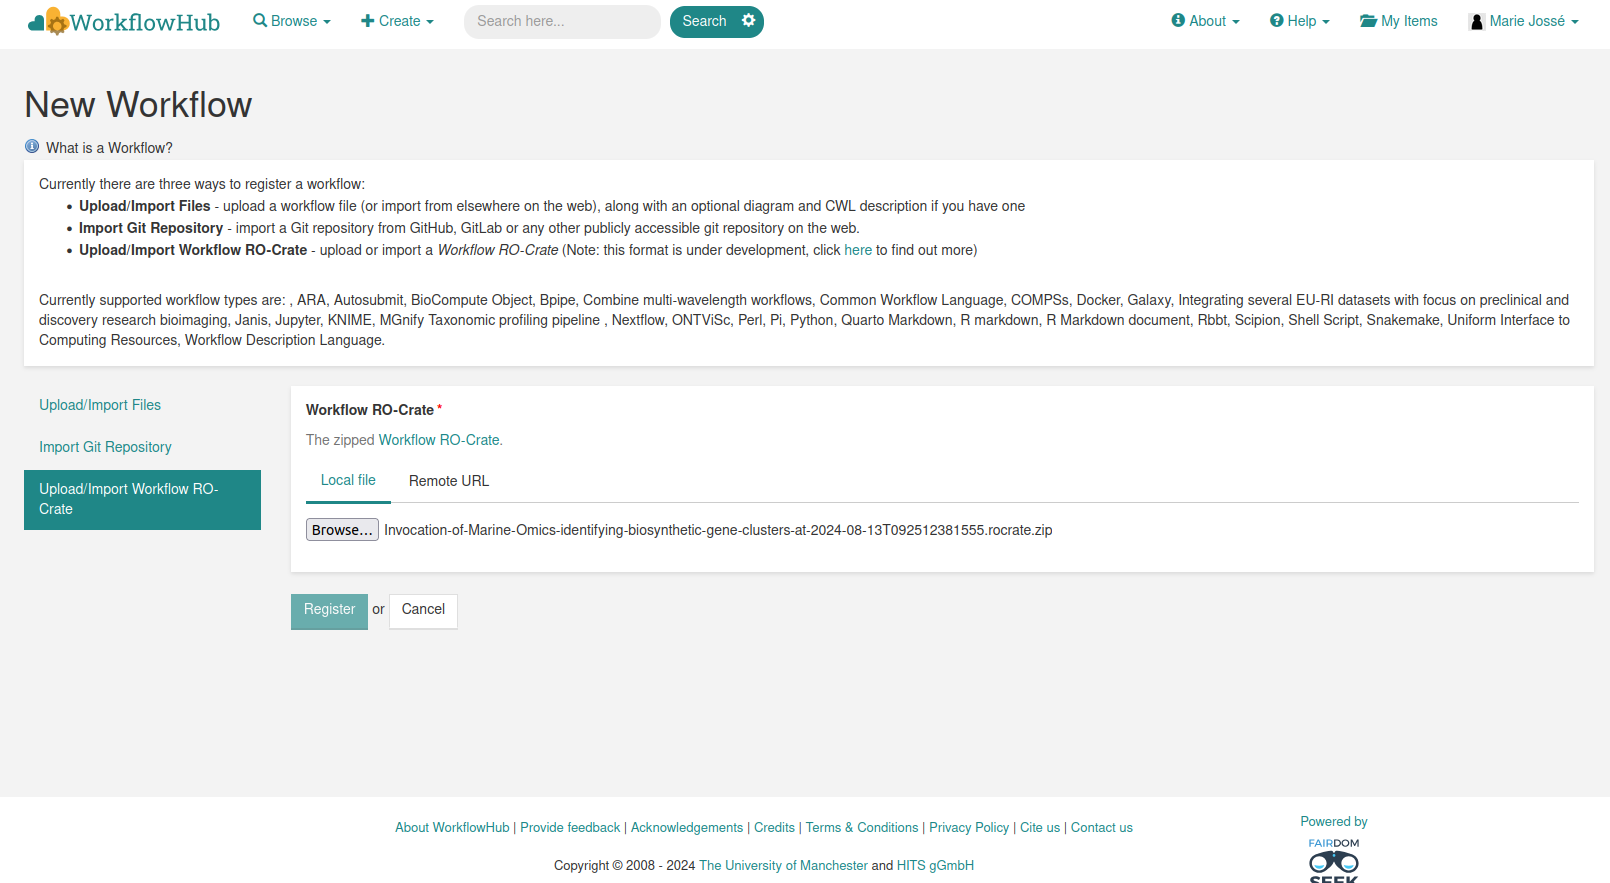 WorkflowHub Browse Create Search here... Search About Help My Items Marie Jossé
New Workflow
What is a Workflow?
Currently there are three ways to register a workflow:
• Upload/Import Files - upload a workflow file (or import from elsewhere on the web), along with an optional diagram and CWL description if you have one
• Import Git Repository - import a Git repository from GitHub, GitLab or any other publicly accessible git repository on the web.
• Upload/Import Workflow RO-Crate - upload or import a Workflow RO-Crate (Note: this format is under development, click here to find out more)
Currently supported workflow types are: , ARA, Autosubmit, BioCompute Object, Bpipe, Combine multi-wavelength workflows, Common Workflow Language, COMPSs, Docker, Galaxy, Integrating several EU-RI datasets with focus on preclinical and
discovery research bioimaging, Janis, Jupyter, KNIME, MGnify Taxonomic profiling pipeline , Nextflow, ONTViSc, Perl, Pi, Python, Quarto Markdown, R markdown, R Markdown document, Rbbt, Scipion, Shell Script, Snakemake, Uniform Interface to
Computing Resources, Workflow Description Language.
Upload/Import Files
Import Git Repository
Upload/Import Workflow RO-
Crate
Workflow RO-Crate *
The zipped Workflow RO-Crate.
Local file Remote URL
Browse... Invocation-of-Marine-Omics-identifying-biosynthetic-gene-clusters-at-2024-08-13T092512381555.rocrate.zip
Register or Cancel
About WorkflowHub | Provide feedback | Acknowledgements | Credits | Terms & Conditions | Privacy Policy | Cite us | Contact us
Copyright © 2008 - 2024 The University of Manchester and HITS gGmbH
Powered by
FAIRDOM
SEEK